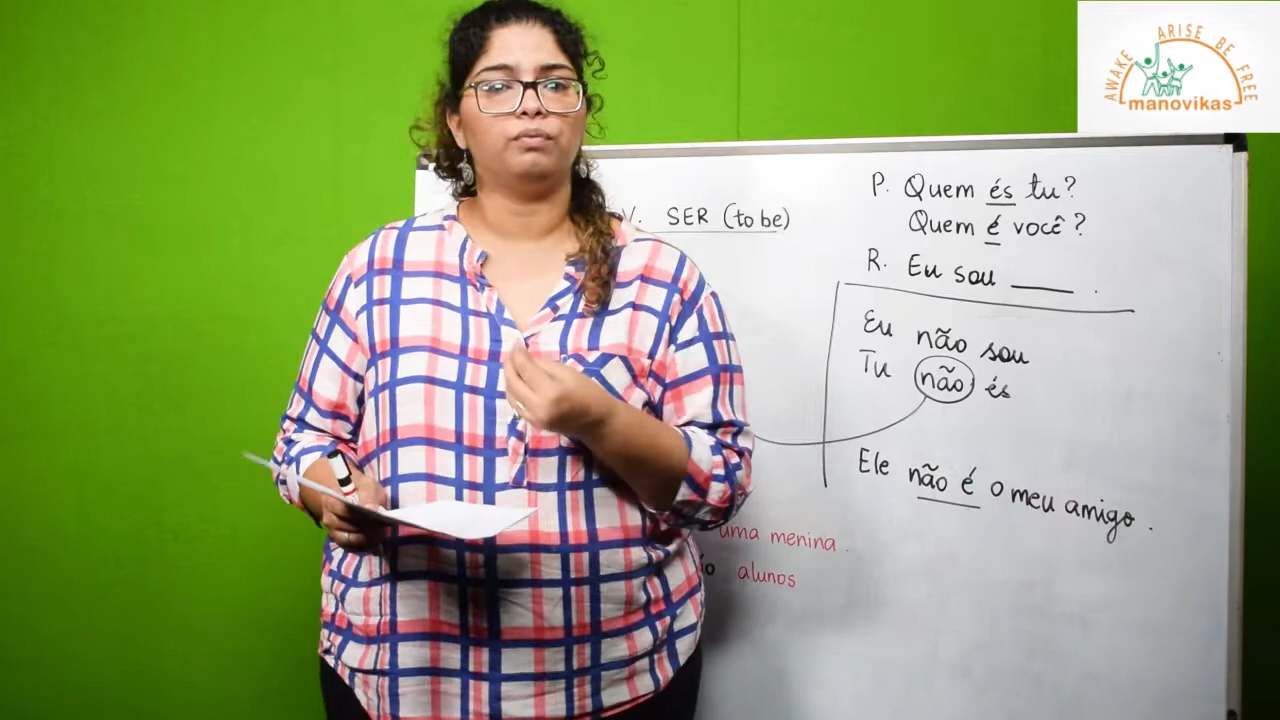 AWAKE ARISE BE FREE
manovikas
V. SER (to be)
P. Quem és tu?
Quem é você?
R. Eu sou ____ .
Eu não sou
Tu não és
Ele não é o meu amigo.
uma menina.
alunos